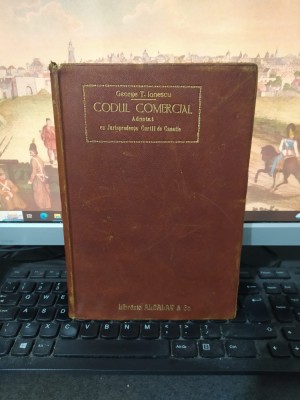 George T. Ionescu
CODUL COMERCIAL
Adnotat
cu Jurisprudența Curții de Casație
Librăria ALCALAY & Co